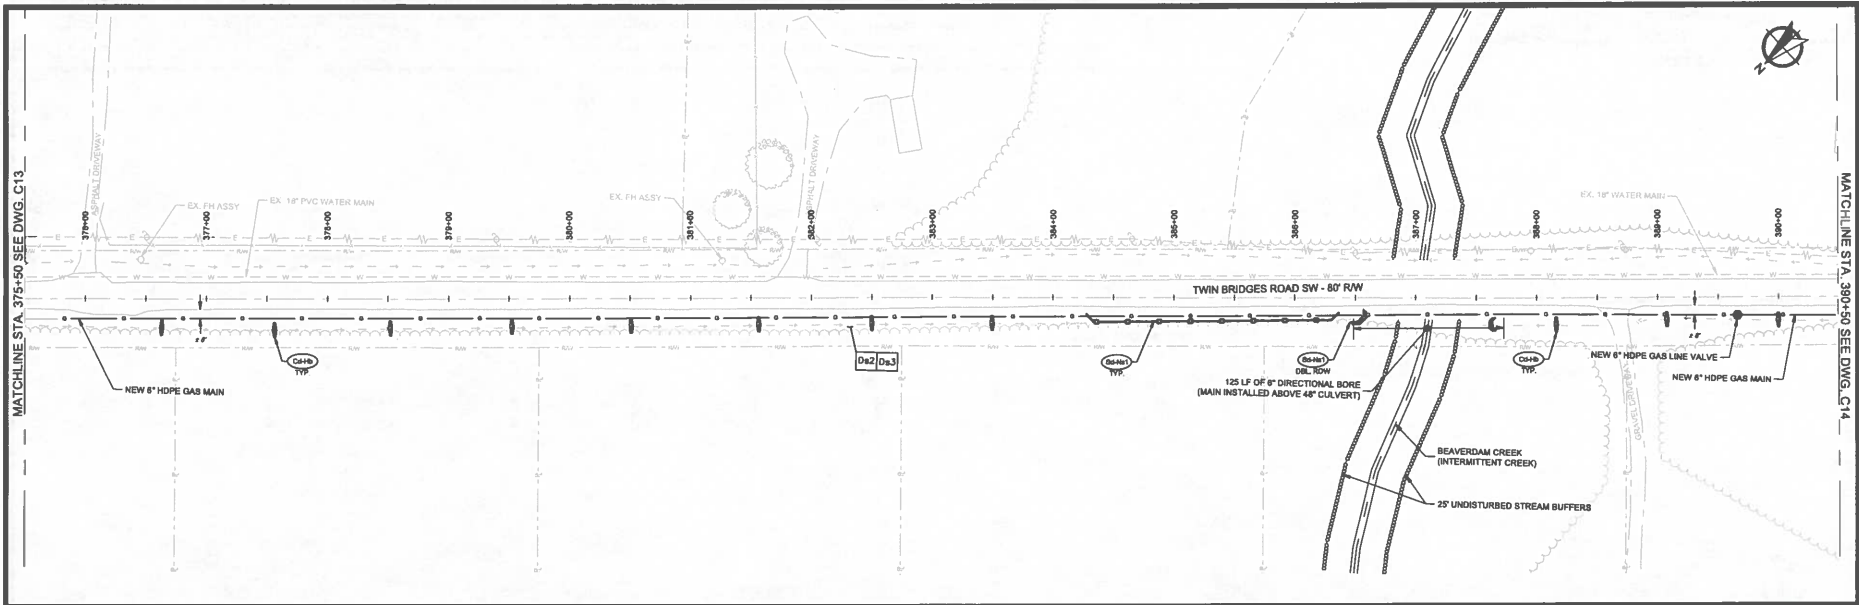 MATCHLINE STA. 375+50 SEE DWG. C13
ASPHALT DRIVEWAY
EX. FH ASSY
EX. 18" PVC WATER MAIN
EX. FH ASSY
ASPHALT DRIVEWAY
EX. 18" WATER MAIN
N
376+00
377+00
378+00
379+00
380+00
381+00
382+00
383+00
384+00
385+00
386+00
387+00
388+00
389+00
390+00
TWIN BRIDGES ROAD SW - 80' R/W
NEW 6" HDPE GAS MAIN
Cd-Hb
TYP.
Ds2 Ds3
Sd-Ns1
TYP.
Sd-Ns1
DBL. ROW
125 LF OF 6" DIRECTIONAL BORE
(MAIN INSTALLED ABOVE 48" CULVERT)
Cd-Hb
TYP.
NEW 6" HDPE GAS LINE VALVE
NEW 6" HDPE GAS MAIN
GRAVEL DRIVEWAY
BEAVERDAM CREEK
(INTERMITTENT CREEK)
25' UNDISTURBED STREAM BUFFERS
MATCHLINE STA. 390+50 SEE DWG. C14